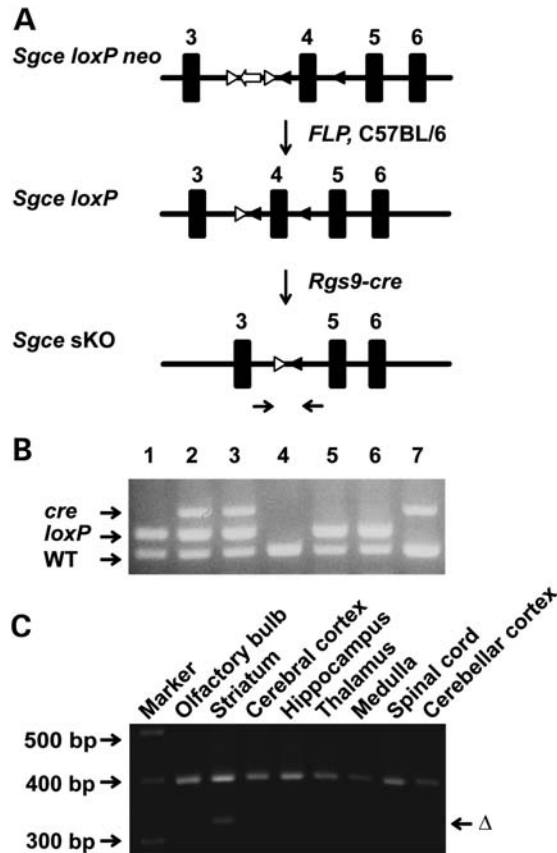 A
3 4 5 6
Sgce loxP neo
FLP, C57BL/6
3 4 5 6
Sgce loxP
Rgs9-cre
3 5 6
Sgce sKO
B
1 2 3 4 5 6 7
cre
loxP
WT
C
Marker
Olfactory bulb
Striatum
Cerebral cortex
Hippocampus
Thalamus
Medulla
Spinal cord
Cerebellar cortex
500 bp
400 bp
Δ
300 bp